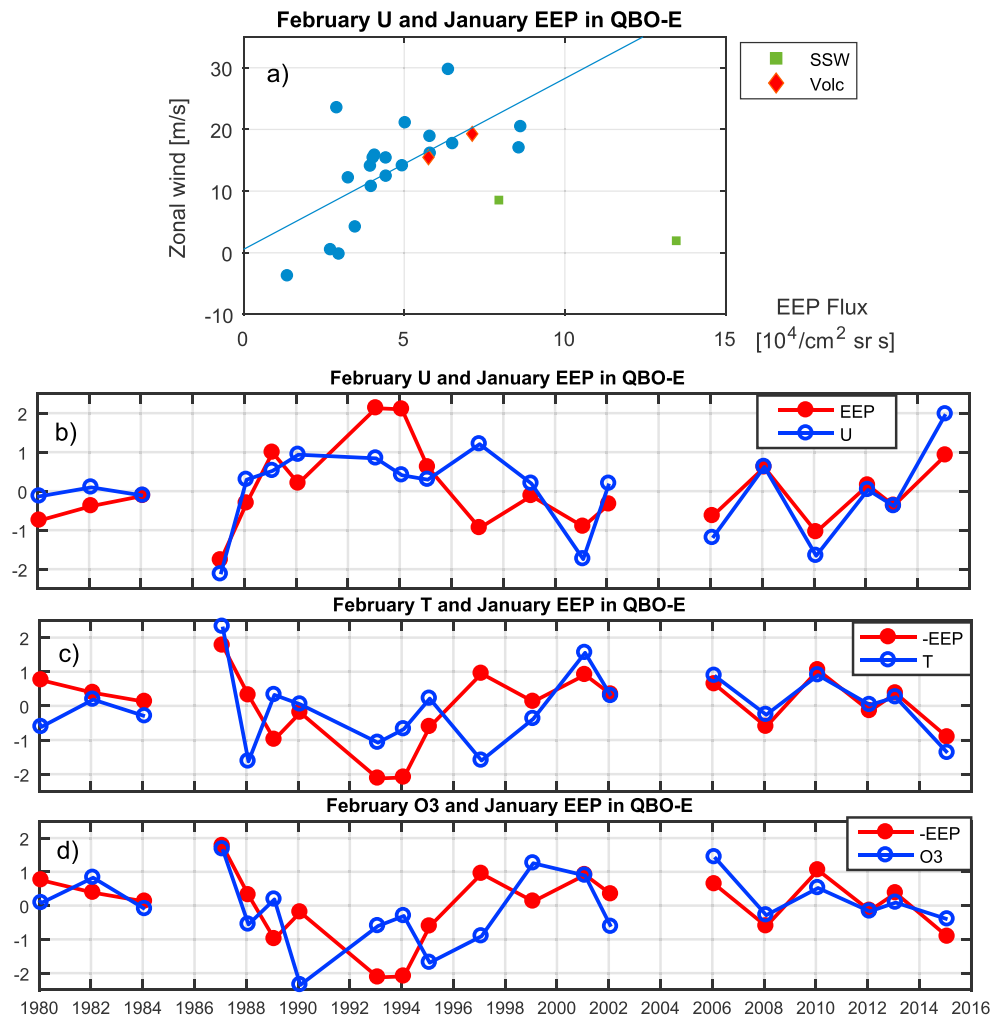 February U and January EEP in QBO-E
a)
SSW
Volc
Zonal wind [m/s]
30
20
10
0
-10
0 5 10 15
EEP Flux
[10⁴/cm² sr s]
February U and January EEP in QBO-E
b)
EEP
U
2
1
0
-1
-2
February T and January EEP in QBO-E
c)
-EEP
T
2
1
0
-1
-2
February O3 and January EEP in QBO-E
d)
-EEP
O3
2
1
0
-1
-2
1980 1982 1984 1986 1988 1990 1992 1994 1996 1998 2000 2002 2004 2006 2008 2010 2012 2014 2016